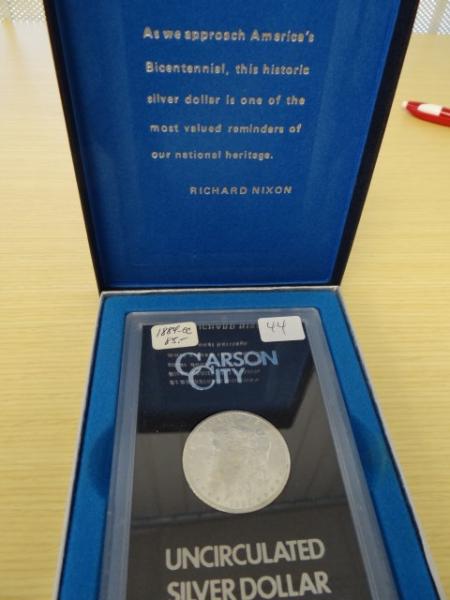 As we approach America's
Bicentennial, this historic
silver dollar is one of the
most valued reminders of
our national heritage.
RICHARD NIXON
1884-CC
85.-
44
CARSON
CITY
UNCIRCULATED
SILVER DOLLAR